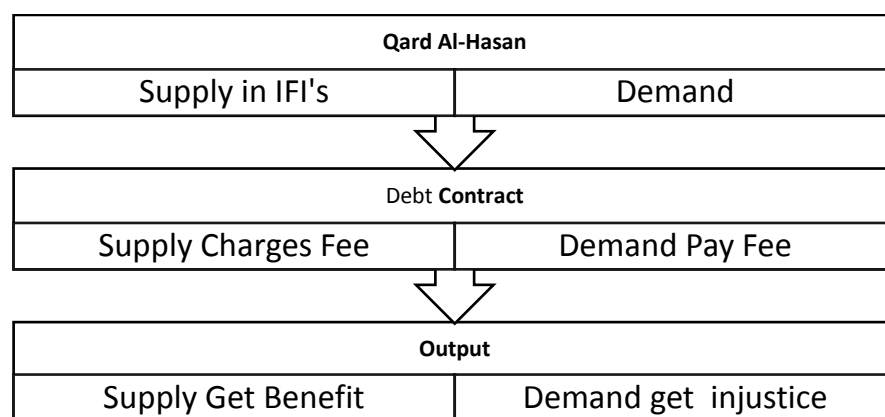 Qard Al-Hasan
Supply in IFI's Demand
Debt Contract
Supply Charges Fee Demand Pay Fee
Output
Supply Get Benefit Demand get injustice